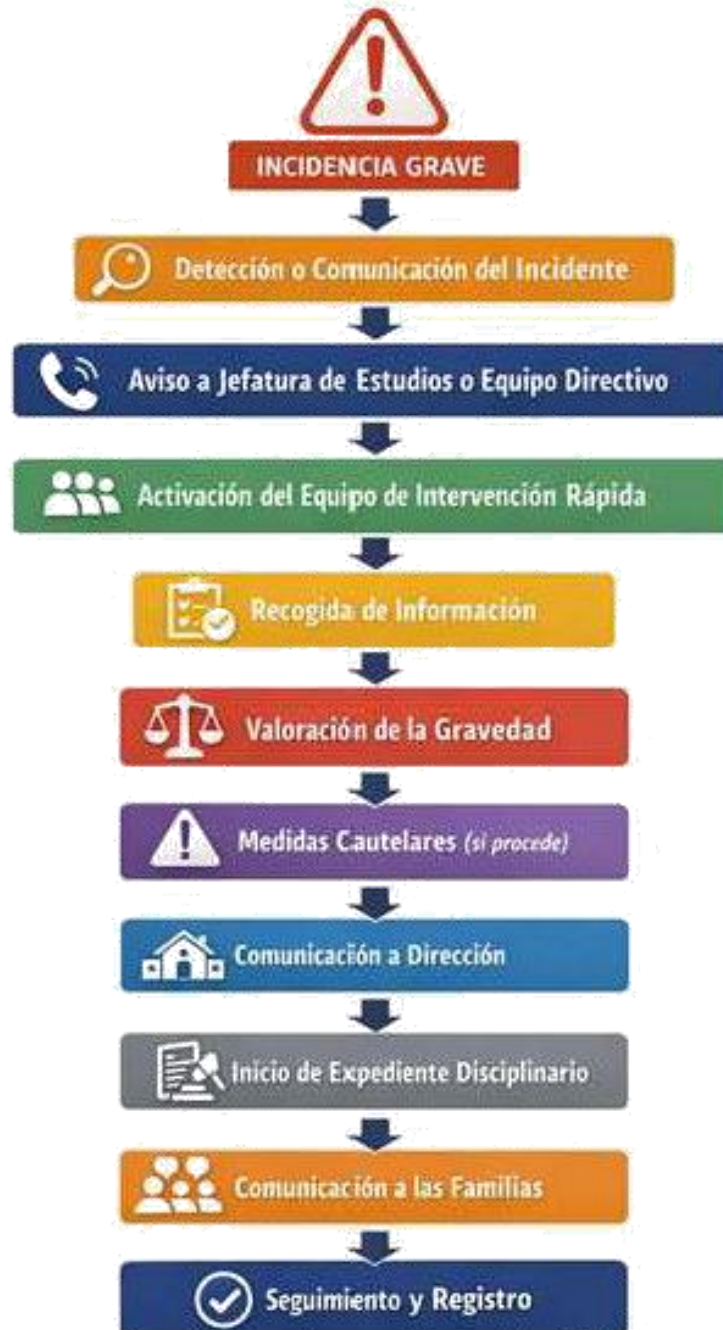 INCIDENCIA GRAVE
Detección o Comunicación del Incidente
Aviso a Jefatura de Estudios o Equipo Directivo
Activación del Equipo de Intervención Rápida
Recogida de Información
Valoración de la Gravedad
Medidas Cautelares (si procede)
Comunicación a Dirección
Inicio de Expediente Disciplinario
Comunicación a las Familias
Seguimiento y Registro